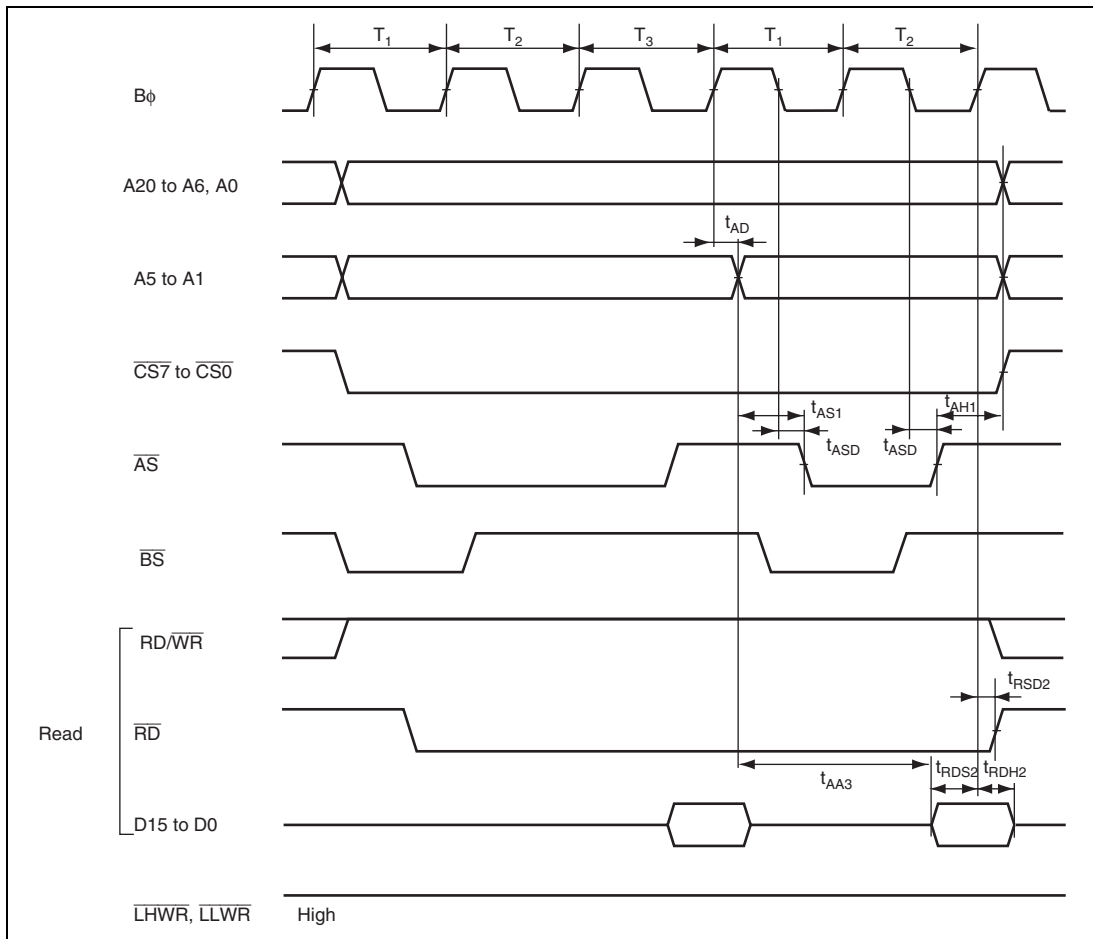 T1 T2 T3 T1 T2
Bϕ
A20 to A6, A0
tAD
A5 to A1
CS7 to CS0
tAS1 tAH1
tASD tASD
AS
BS
RD/WR
tRSD2
Read RD
tAA3 tRDS2 tRDH2
D15 to D0
LHWR, LLWR High